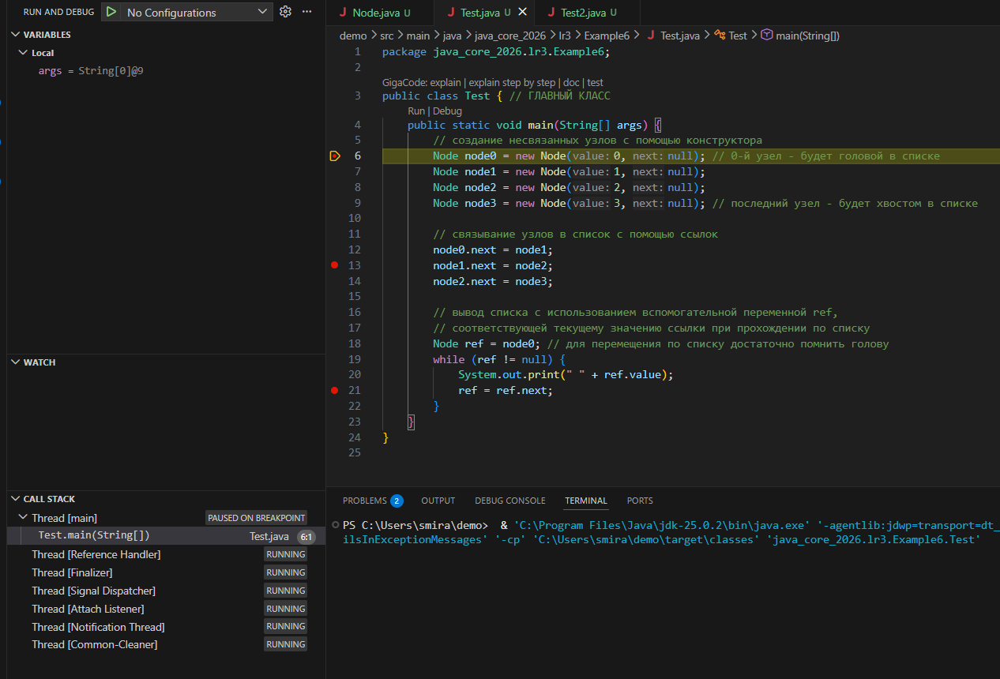 RUN AND DEBUG
No Configurations
VARIABLES
Local
args = String[0]@9
WATCH
CALL STACK
Thread [main] PAUSED ON BREAKPOINT
Test.main(String[]) Test.java 6:1
Thread [Reference Handler] RUNNING
Thread [Finalizer] RUNNING
Thread [Signal Dispatcher] RUNNING
Thread [Attach Listener] RUNNING
Thread [Notification Thread] RUNNING
Thread [Common-Cleaner] RUNNING
J Node.java U J Test.java U J Test2.java U
demo > src > main > java > java_core_2026 > lr3 > Example6 > J Test.java > Test > main(String[])
1 package java_core_2026.lr3.Example6;
2
GigaCode: explain | explain step by step | doc | test
3 public class Test { // ГЛАВНЫЙ КЛАСС
Run | Debug
4 public static void main(String[] args) {
5 // создание несвязанных узлов с помощью конструктора
6 Node node0 = new Node(value: 0, next: null); // 0-й узел - будет головой в списке
7 Node node1 = new Node(value: 1, next: null);
8 Node node2 = new Node(value: 2, next: null);
9 Node node3 = new Node(value: 3, next: null); // последний узел - будет хвостом в списке
10
11 // связывание узлов в список с помощью ссылок
12 node0.next = node1;
13 node1.next = node2;
14 node2.next = node3;
15
16 // вывод списка с использованием вспомогательной переменной ref,
17 // соответствующей текущему значению ссылки при прохождении по списку
18 Node ref = node0; // для перемещения по списку достаточно помнить голову
19 while (ref != null) {
20 System.out.print(" " + ref.value);
21 ref = ref.next;
22 }
23 }
24 }
25
PROBLEMS 2 OUTPUT DEBUG CONSOLE TERMINAL PORTS
PS C:\Users\smira\demo> & 'C:\Program Files\Java\jdk-25.0.2\bin\java.exe' '-agentlib:jdwp=transport=dt_
ilsInExceptionMessages' '-cp' 'C:\Users\smira\demo\target\classes' 'java_core_2026.lr3.Example6.Test'